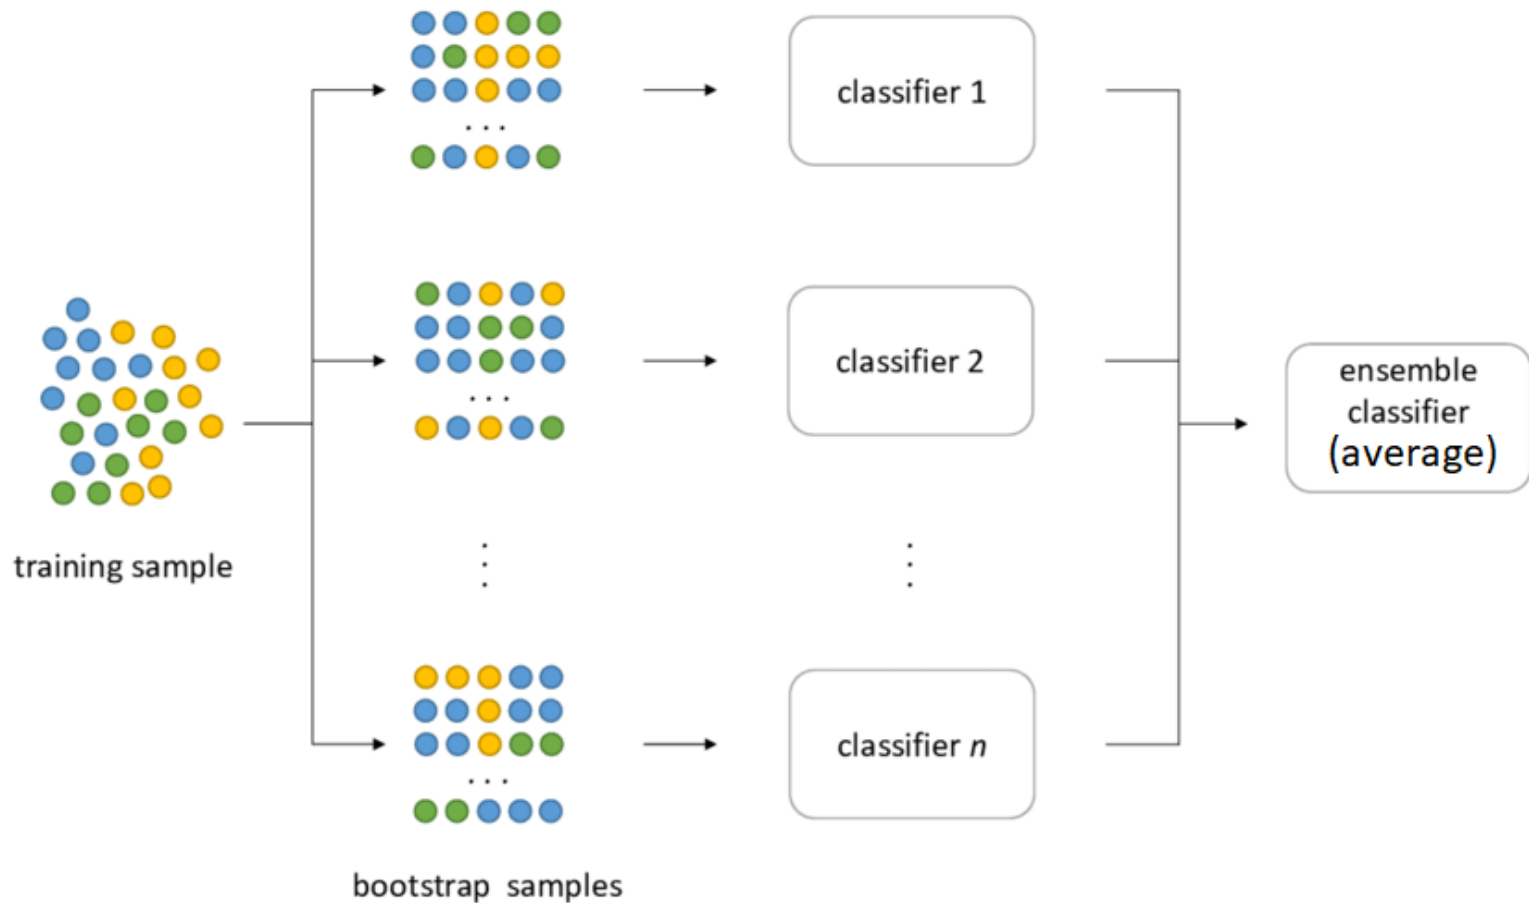 classifier 1
classifier 2
ensemble
classifier
(average)
training sample
classifier n
bootstrap samples